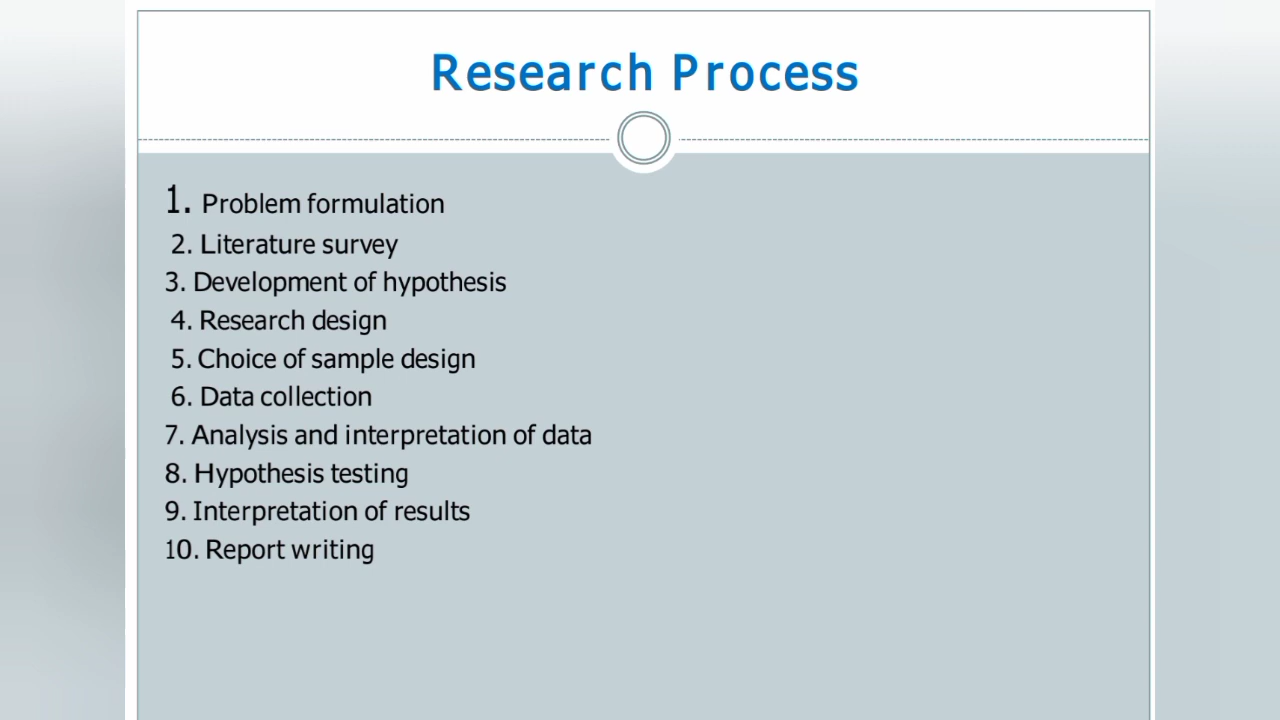 Research Process
1. Problem formulation
2. Literature survey
3. Development of hypothesis
4. Research design
5. Choice of sample design
6. Data collection
7. Analysis and interpretation of data
8. Hypothesis testing
9. Interpretation of results
10. Report writing